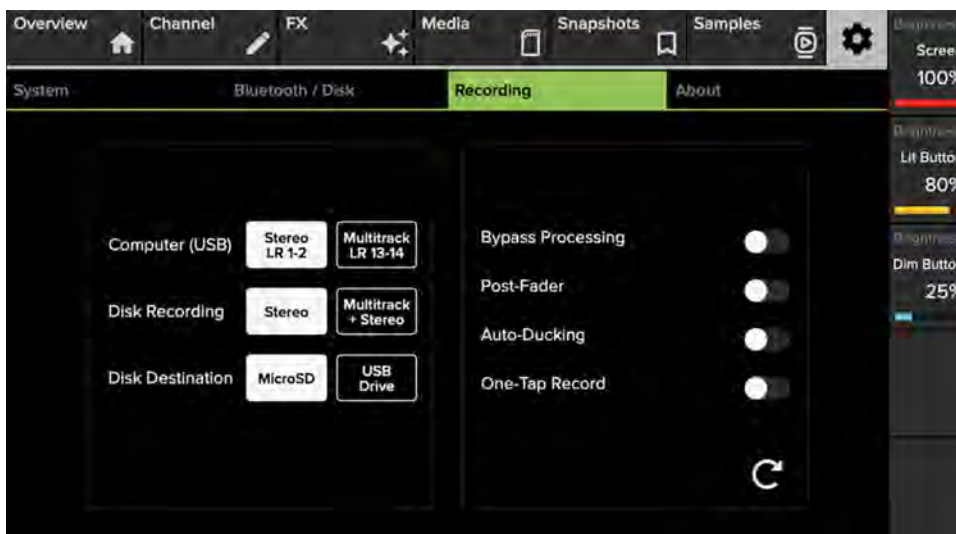 Overview Channel FX Media Snapshots Samples
System Bluetooth / Disk Recording About
Computer (USB)
Stereo
LR 1-2
Multitrack
LR 13-14
Disk Recording
Stereo
Multitrack
+ Stereo
Disk Destination
MicroSD
USB
Drive
Bypass Processing
Post-Fader
Auto-Ducking
One-Tap Record
Scree
100%
Lit Butto
80%
Dim Butto
25%